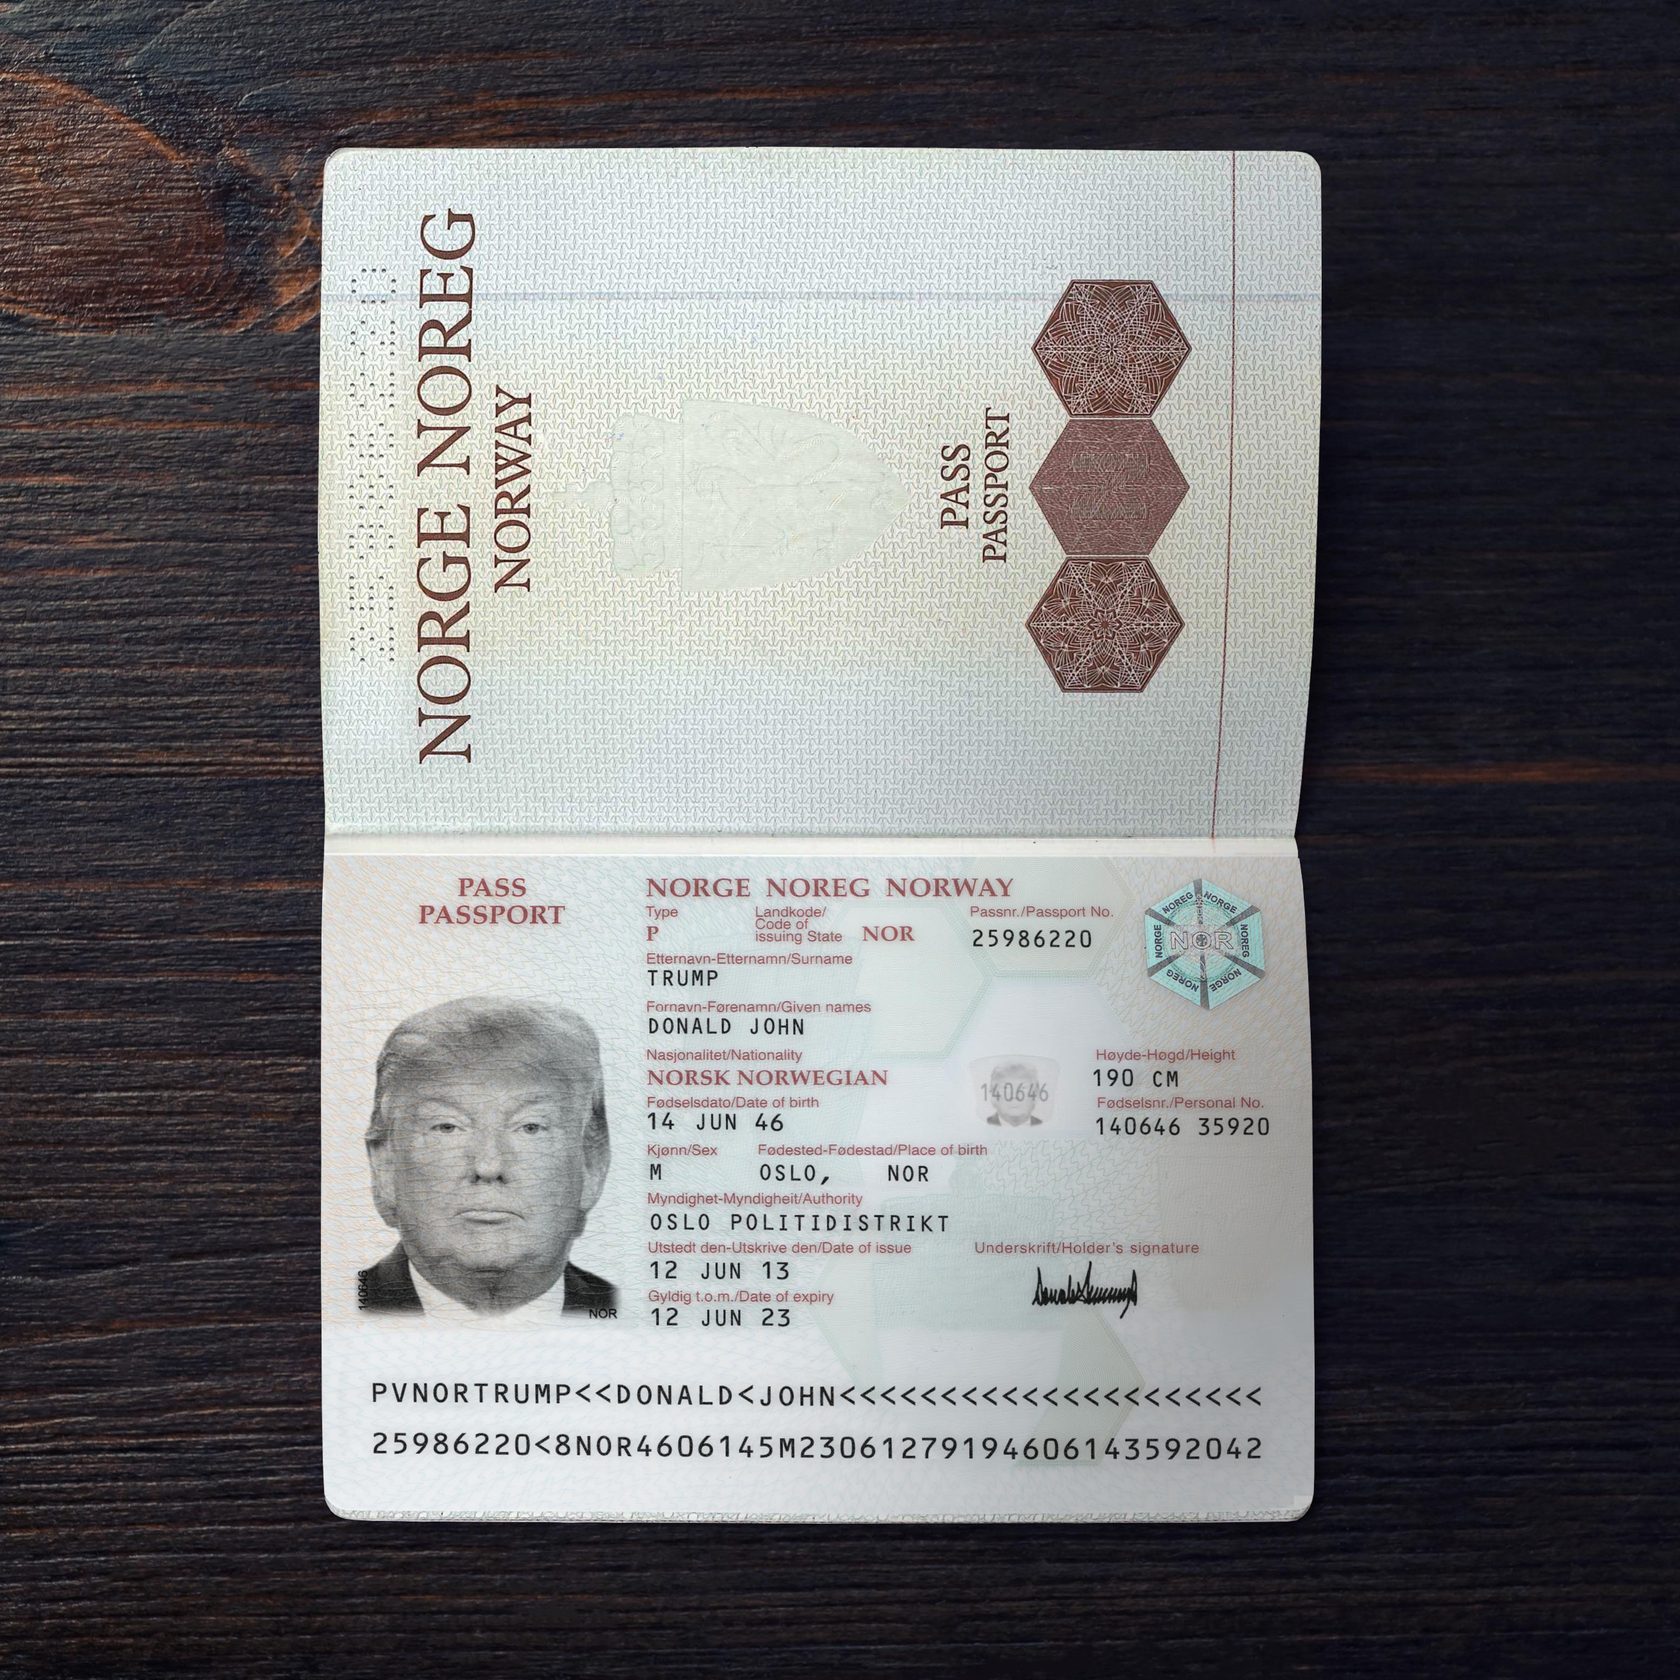 NORGE NOREG
NORWAY
PASS
PASSPORT
PASS
PASSPORT
NORGE NOREG NORWAY
Type
P
Landkode/
Code of
issuing State NOR
Passnr./Passport No.
25986220
NOREG NORGE
NORGE NOR NOREG
NOREG NORGE
Etternavn-Etternamn/Surname
TRUMP
Fornavn-Førenamn/Given names
DONALD JOHN
Nasjonalitet/Nationality
NORSK NORWEGIAN
Høyde-Høgd/Height
190 CM
140646
Fødselsdato/Date of birth
14 JUN 46
Fødselsnr./Personal No.
140646 35920
Kjønn/Sex
M
Fødested-Fødestad/Place of birth
OSLO, NOR
Myndighet-Myndigheit/Authority
OSLO POLITIDISTRIKT
Utstedt den-Utskrive den/Date of issue
12 JUN 13
Underskrift/Holder's signature
Gyldig t.o.m./Date of expiry
12 JUN 23
140646
NOR
PVNORTRUMP<<DONALD<JOHN<<<<<<<<<<<<<<<<<<<<<
25986220<8NOR4606145M2306127919460614359204​2